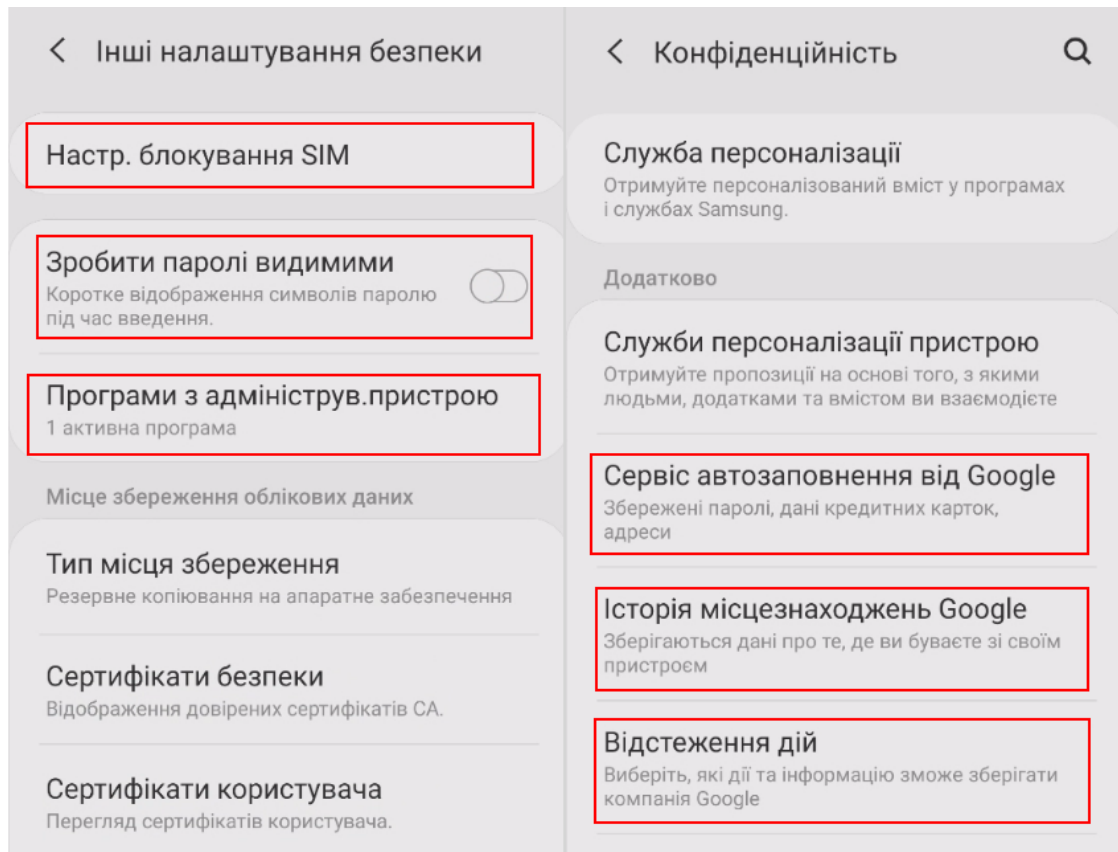 Інші налаштування безпеки
Настр. блокування SIM
Зробити паролі видимими
Коротке відображення символів паролю
під час введення.
Програми з адмініструв.пристрою
1 активна програма
Місце збереження облікових даних
Тип місця збереження
Резервне копіювання на апаратне забезпечення
Сертифікати безпеки
Відображення довірених сертифікатів ЦА.
Сертифікати користувача
Перегляд сертифікатів користувача.
Конфіденційність
Служба персоналізації
Отримуйте персоналізований вміст у програмах
і службах Samsung.
Додатково
Служби персоналізації пристрою
Отримуйте пропозиції на основі того, з якими
людьми, додатками та вмістом ви взаємодієте
Сервіс автозаповнення від Google
Збережені паролі, дані кредитних карток,
адреси
Історія місцезнаходжень Google
Зберігаються дані про те, де ви буваєте зі своїм
пристроєм
Відстеження дій
Виберіть, які дії та інформацію зможе зберігати
компанія Google